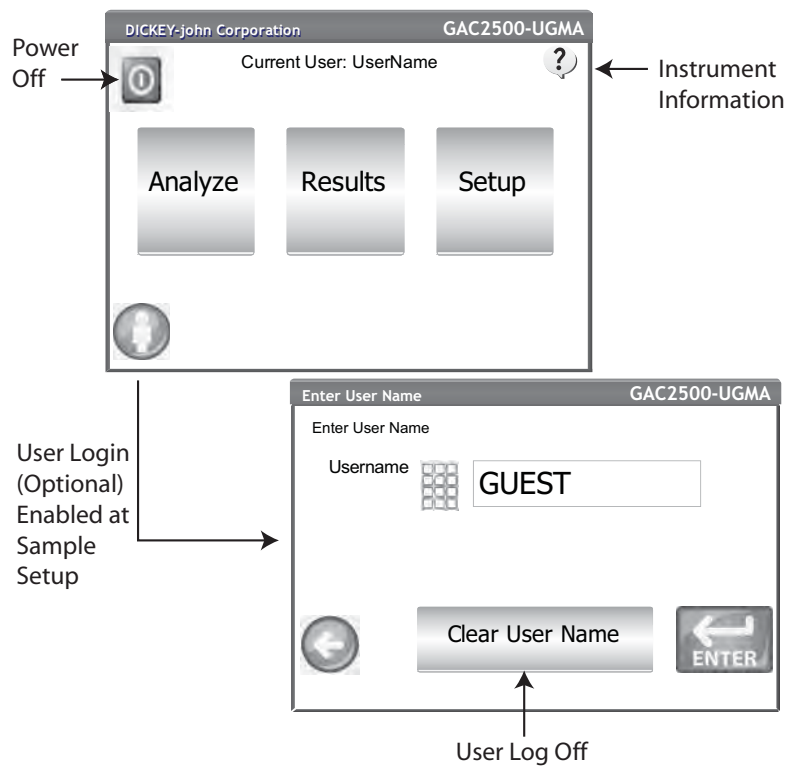 DICKEY-john Corporation GAC2500-UGMA
Power
Off
Current User: UserName
?
Instrument
Information
Analyze Results Setup
Enter User Name GAC2500-UGMA
Enter User Name
Username GUEST
User Login
(Optional)
Enabled at
Sample
Setup
Clear User Name
ENTER
User Log Off